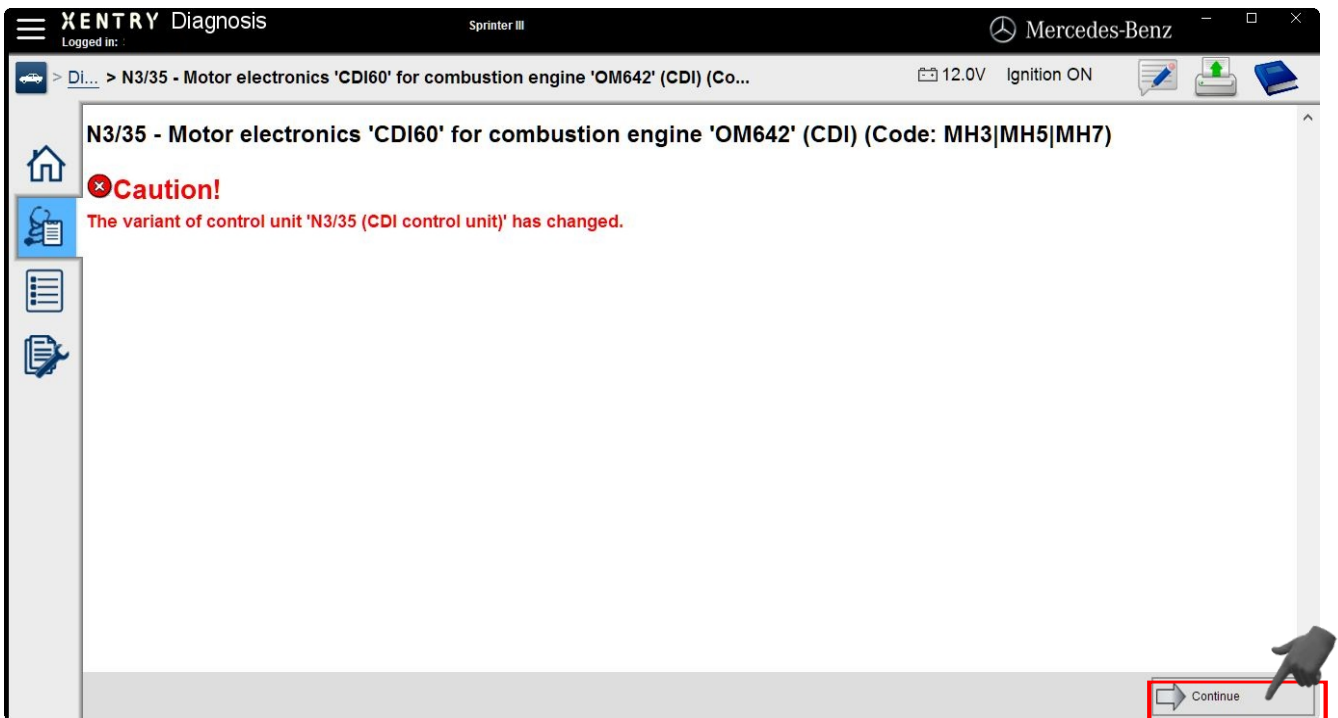 XENTRY Diagnosis
Logged in: :
Sprinter III
Mercedes-Benz
> Di... > N3/35 - Motor electronics 'CDI60' for combustion engine 'OM642' (CDI) (Co...
12.0V Ignition ON
N3/35 - Motor electronics 'CDI60' for combustion engine 'OM642' (CDI) (Code: MH3|MH5|MH7)
Caution!
The variant of control unit 'N3/35 (CDI control unit)' has changed.
Continue